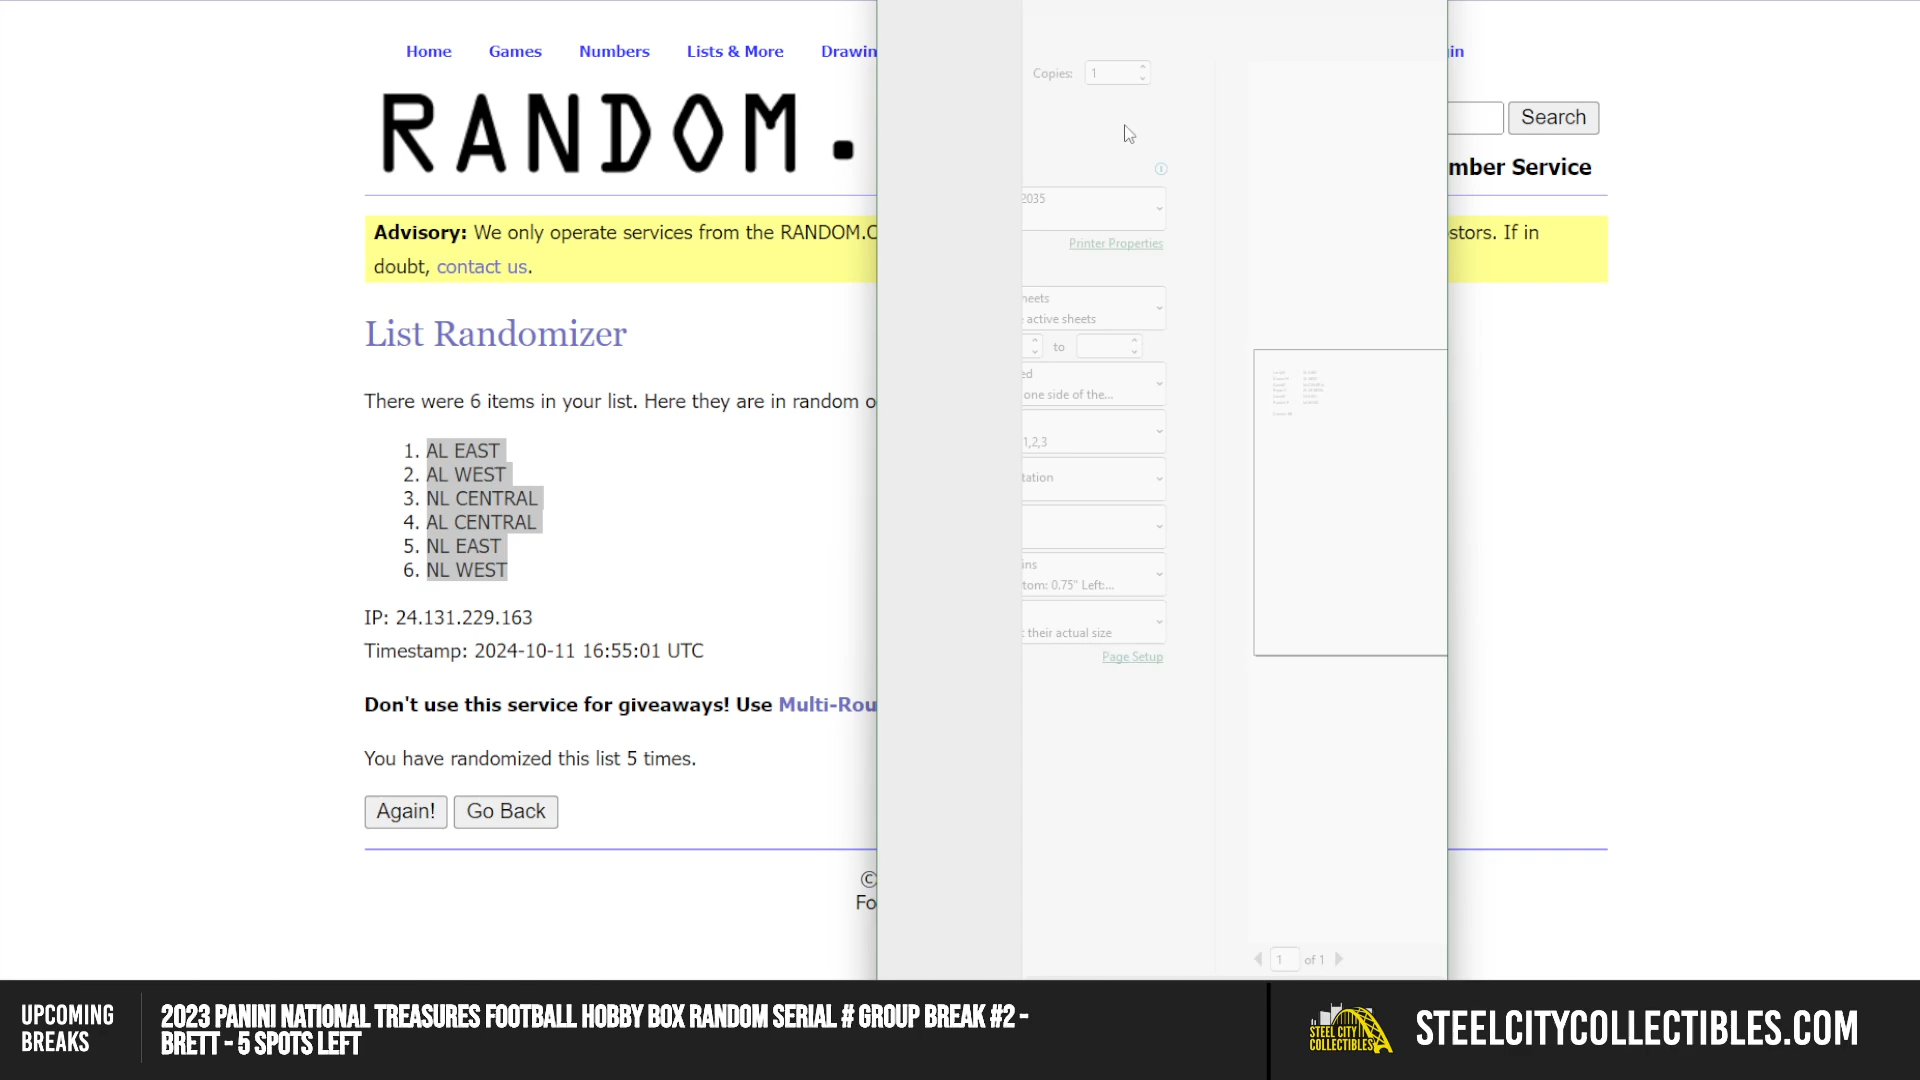 Home Games Numbers Lists & More Drawin
in
RANDOM.
Search
mber Service
Advisory: We only operate services from the RANDOM.C
stors. If in
doubt, contact us.
List Randomizer
There were 6 items in your list. Here they are in random o
1. AL EAST
2. AL WEST
3. NL CENTRAL
4. AL CENTRAL
5. NL EAST
6. NL WEST
IP: 24.131.229.163
Timestamp: 2024-10-11 16:55:01 UTC
Don't use this service for giveaways! Use Multi-Rou
You have randomized this list 5 times.
Again! Go Back
©
Fo
Copies: 1
2035
Printer Properties
heets
active sheets
to
ed
one side of the...
1,2,3
tation
ins
tom: 0.75" Left:...
their actual size
Page Setup
1 of 1
UPCOMING
BREAKS
2023 PANINI NATIONAL TREASURES FOOTBALL HOBBY BOX RANDOM SERIAL # GROUP BREAK #2 -
BRETT - 5 SPOTS LEFT
STEEL CITY
COLLECTIBLES
STEELCITYCOLLECTIBLES.COM